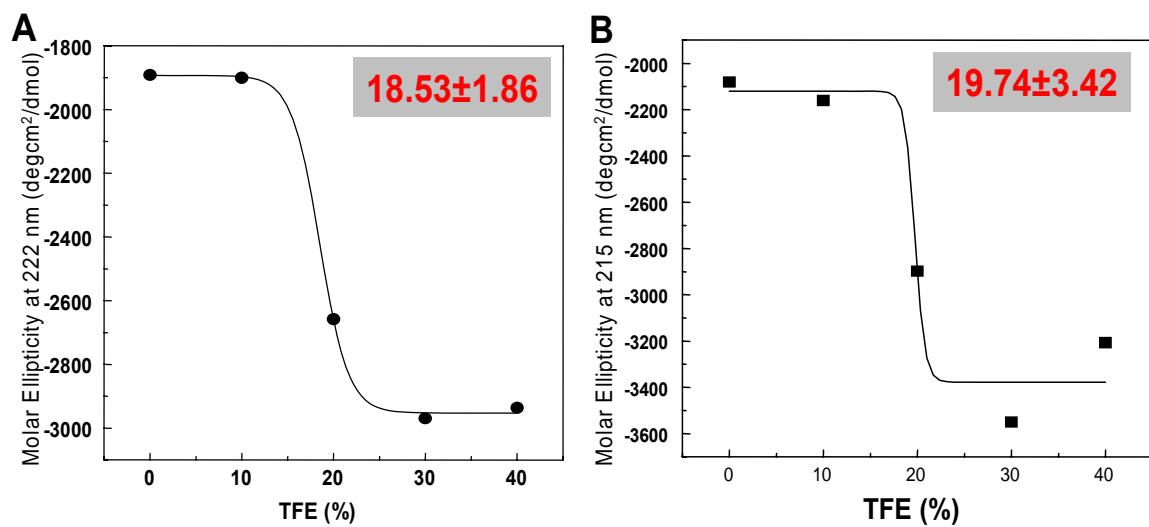 A
Molar Ellipticity at 222 nm (degcm²/dmol)
-1800
-2000
-2200
-2400
-2600
-2800
-3000
18.53±1.86
0 10 20 30 40
TFE (%)
B
Molar Ellipticity at 215 nm (degcm²/dmol)
-2000
-2200
-2400
-2600
-2800
-3000
-3200
-3400
-3600
19.74±3.42
0 10 20 30 40
TFE (%)